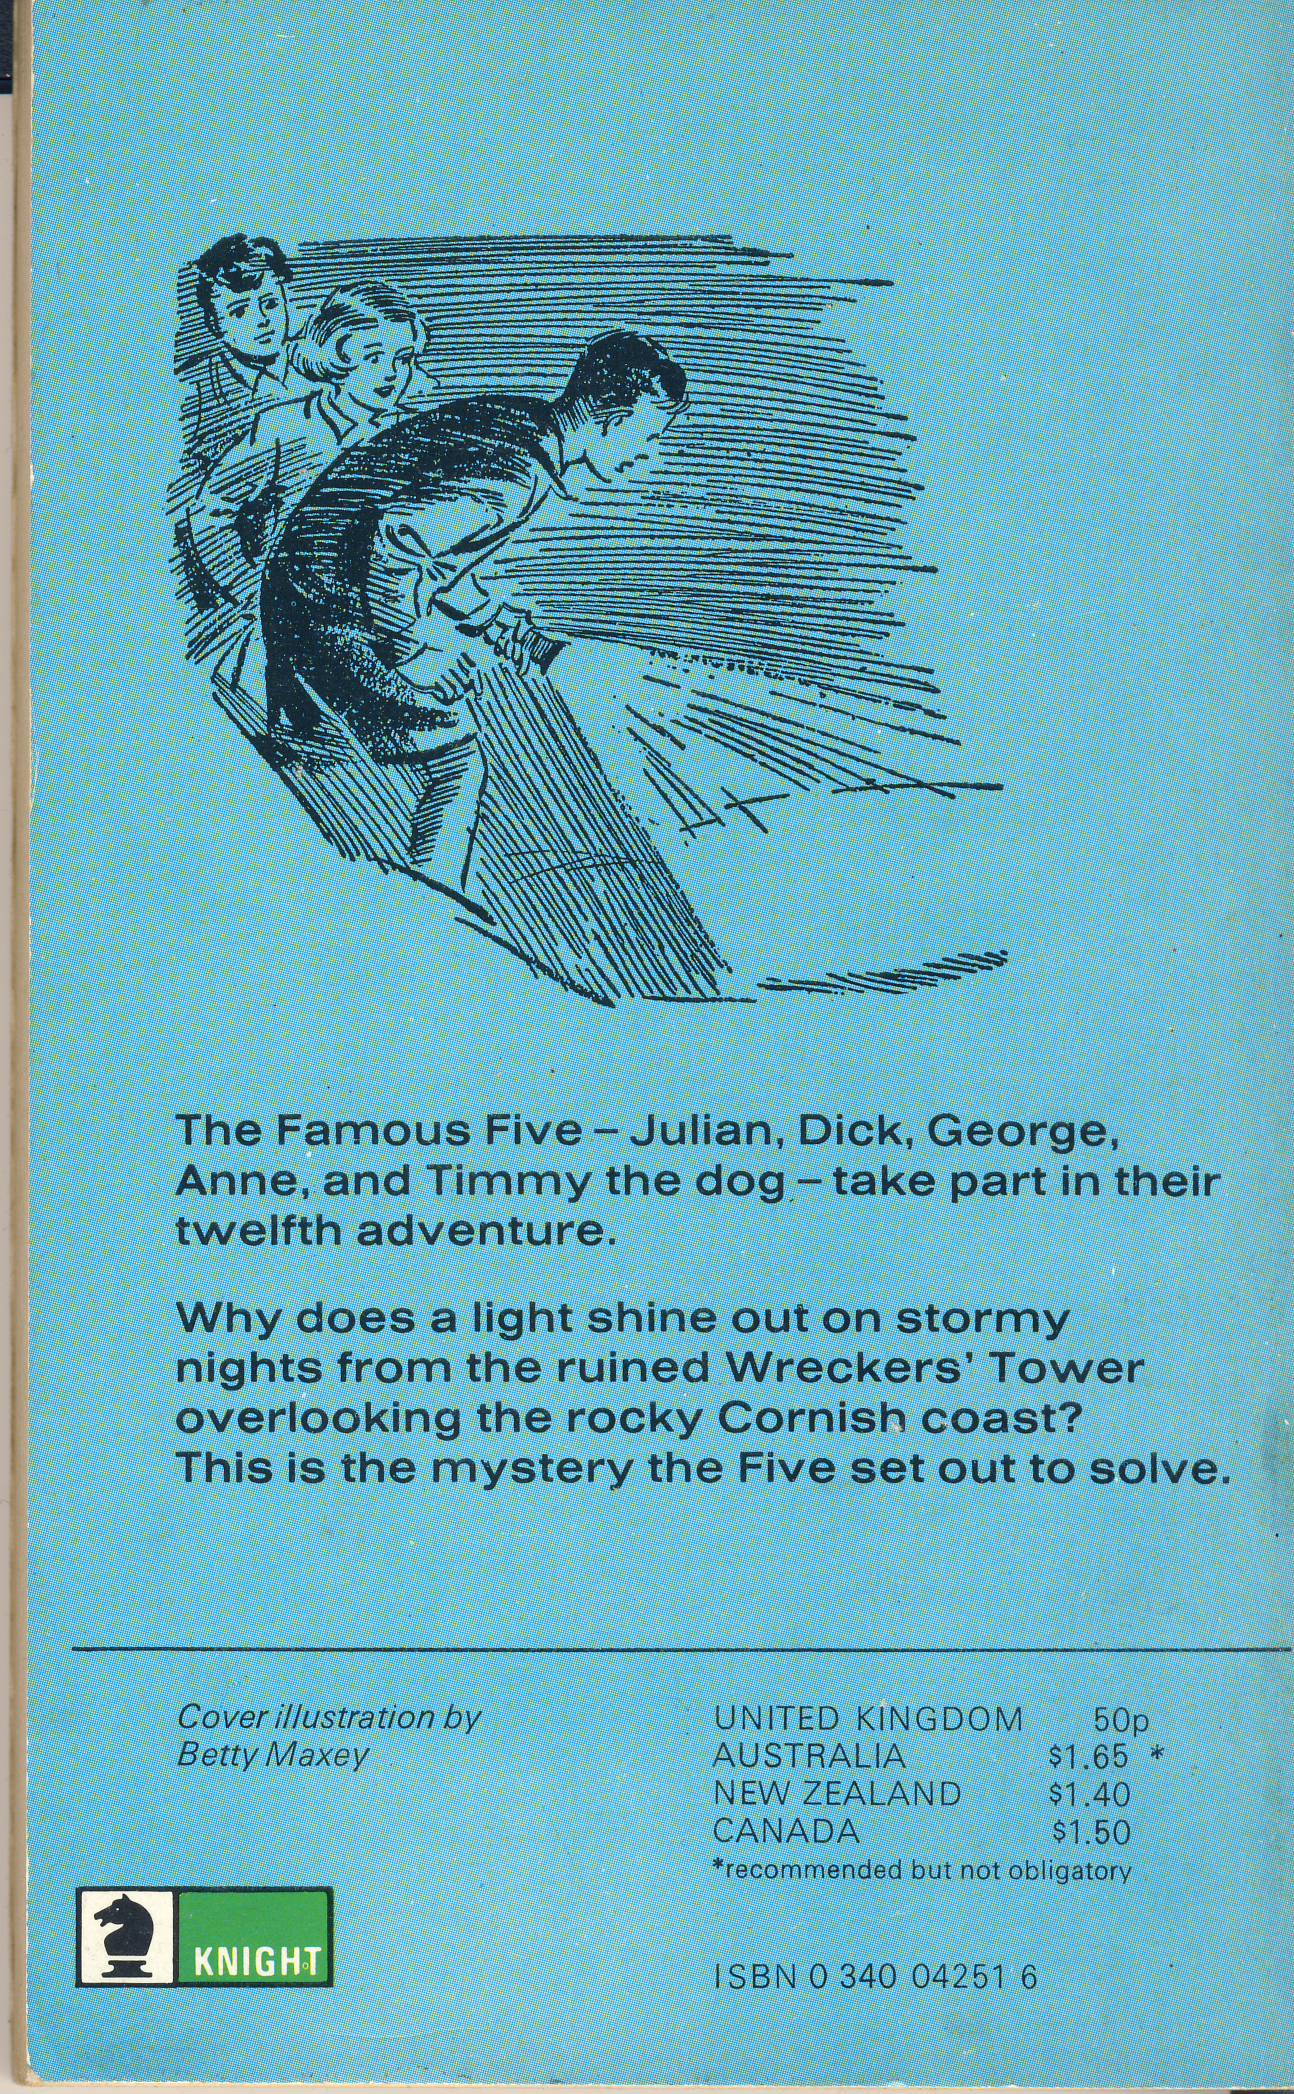 The Famous Five – Julian, Dick, George,
Anne, and Timmy the dog – take part in their
twelfth adventure.
Why does a light shine out on stormy
nights from the ruined Wreckers' Tower
overlooking the rocky Cornish coast?
This is the mystery the Five set out to solve.
Cover illustration by
Betty Maxey
UNITED KINGDOM 50p
AUSTRALIA $1.65 *
NEW ZEALAND $1.40
CANADA $1.50
*recommended but not obligatory
KNIGHT
ISBN 0 340 04251 6